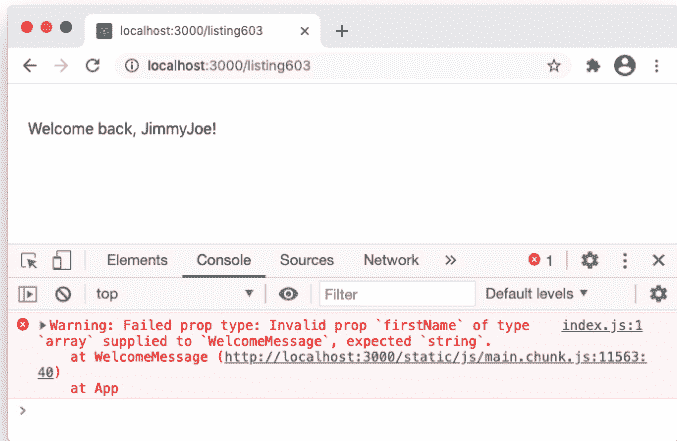 localhost:3000/listing603
localhost:3000/listing603
Welcome back, JimmyJoe!
Elements Console Sources Network » 1
top Filter Default levels ▼
Warning: Failed prop type: Invalid prop `firstName` of type index.js:1
`array` supplied to `WelcomeMessage`, expected `string`.
at WelcomeMessage (http://localhost:3000/static/js/main.chunk.js:11563:
40)
at App